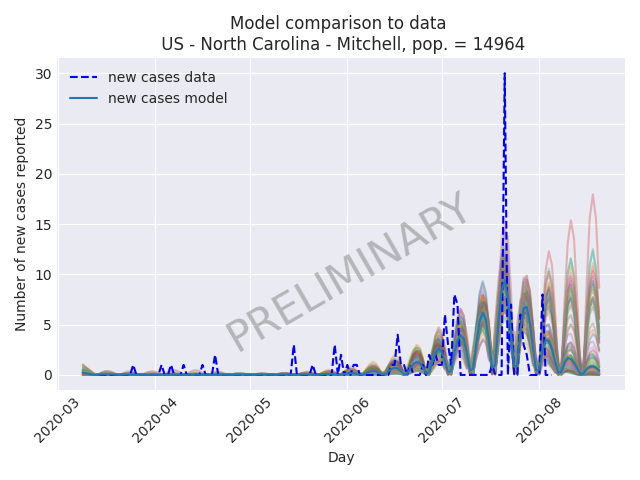 Model comparison to data
US - North Carolina - Mitchell, pop. = 14964
new cases data
new cases model
Number of new cases reported
30
25
20
15
10
5
0
PRELIMINARY
2020-03
2020-04
2020-05
2020-06
2020-07
2020-08
Day